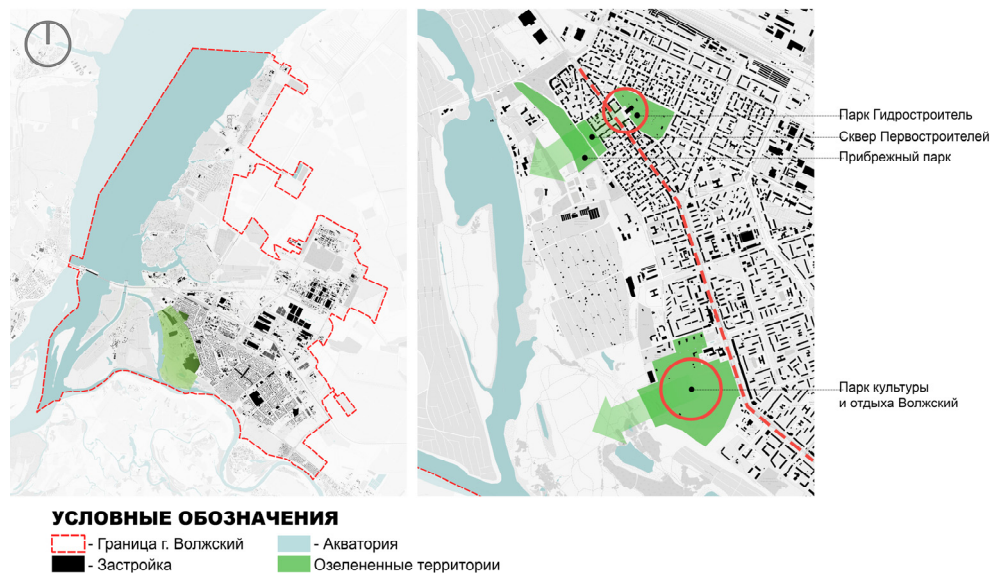 Парк Гидростроитель
Сквер Первостроителей
Прибрежный парк
Парк культуры
и отдыха Волжский
УСЛОВНЫЕ ОБОЗНАЧЕНИЯ
- Граница г. Волжский
- Акватория
- Застройка
Озелененные территории